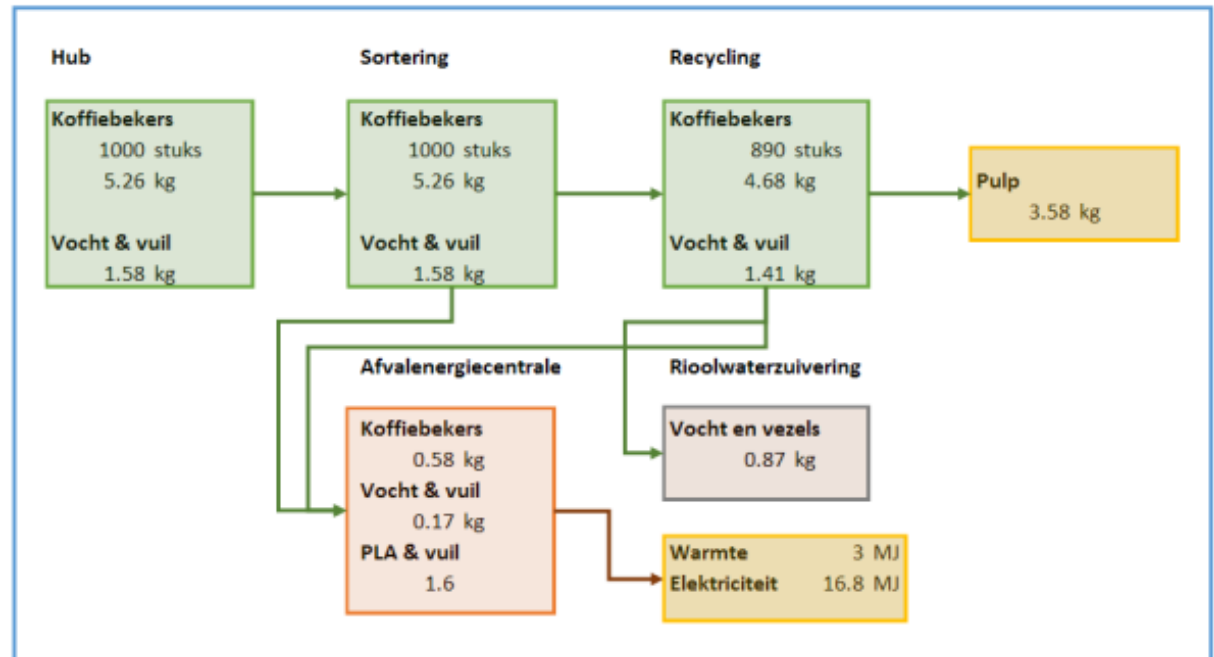 Hub
Sortering
Recycling
Koffiebekers
1000 stuks
5.26 kg
Vocht & vuil
1.58 kg
Koffiebekers
1000 stuks
5.26 kg
Vocht & vuil
1.58 kg
Koffiebekers
890 stuks
4.68 kg
Vocht & vuil
1.41 kg
Pulp
3.58 kg
Afvalenergiecentrale
Rioolwaterzuivering
Koffiebekers
0.58 kg
Vocht & vuil
0.17 kg
PLA & vuil
1.6
Vocht en vezels
0.87 kg
Warmte 3 MJ
Elektriciteit 16.8 MJ